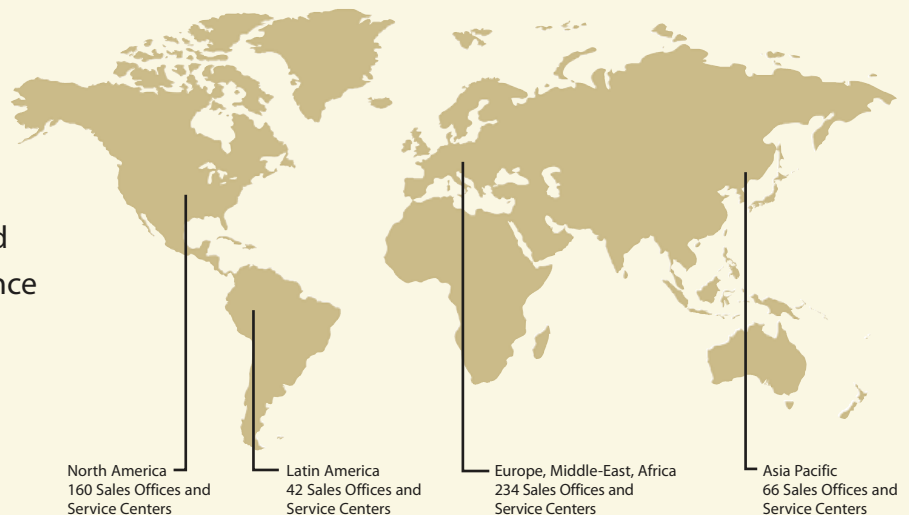 North America
160 Sales Offices and
Service Centers
Latin America
42 Sales Offices and
Service Centers
Europe, Middle-East, Africa
234 Sales Offices and
Service Centers
Asia Pacific
66 Sales Offices and
Service Centers